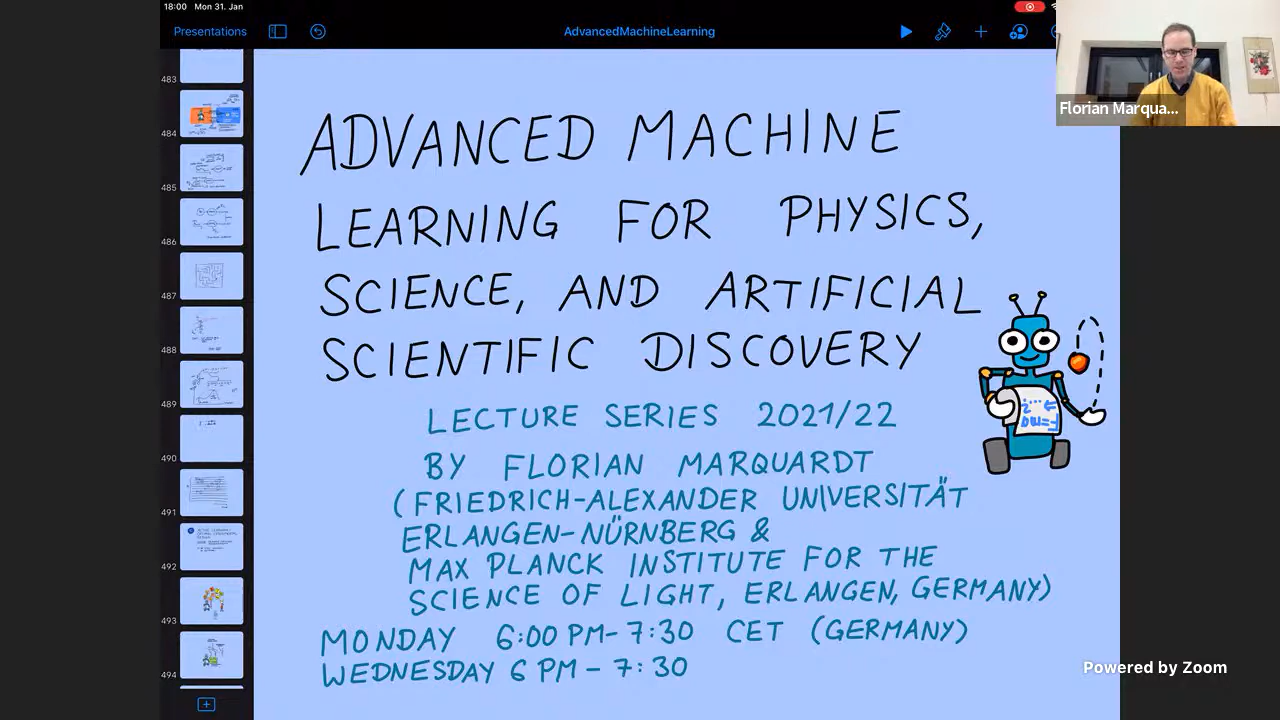 18:00 Mon 31. Jan
Presentations
AdvancedMachineLearning
483
484
485
486
487
488
489
490
491
492
493
494
ADVANCED MACHINE
LEARNING FOR PHYSICS,
SCIENCE, AND ARTIFICIAL
SCIENTIFIC DISCOVERY
LECTURE SERIES 2021/22
BY FLORIAN MARQUARDT
(FRIEDRICH-ALEXANDER UNIVERSITÄT
ERLANGEN-NÜRNBERG &
MAX PLANCK INSTITUTE FOR THE
SCIENCE OF LIGHT, ERLANGEN, GERMANY)
MONDAY 6:00 PM-7:30 CET (GERMANY)
WEDNESDAY 6 PM-7:30
Florian Marqua...
Powered by Zoom